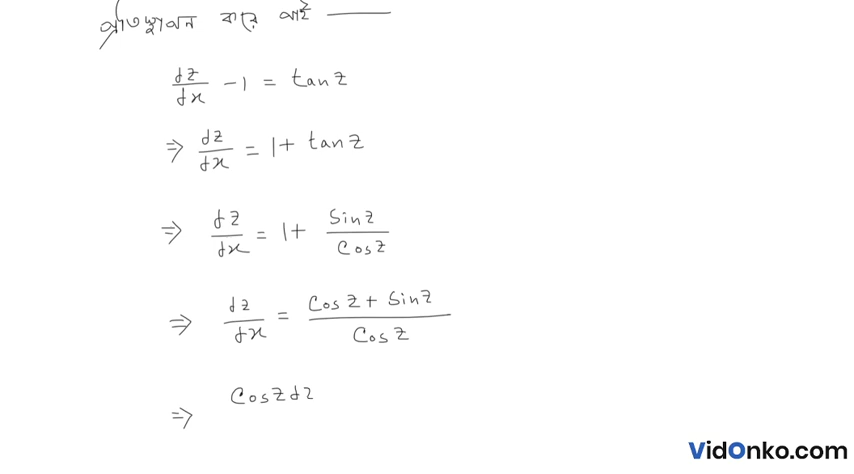 প্রতিস্থাপন করে পাই
dz/dx - 1 = tan z
⇒ dz/dx = 1 + tan z
⇒ dz/dx = 1 + Sin z / Cos z
⇒ dz/dx = (Cos z + Sin z) / Cos z
⇒ Cos z dz
VidOnko.com